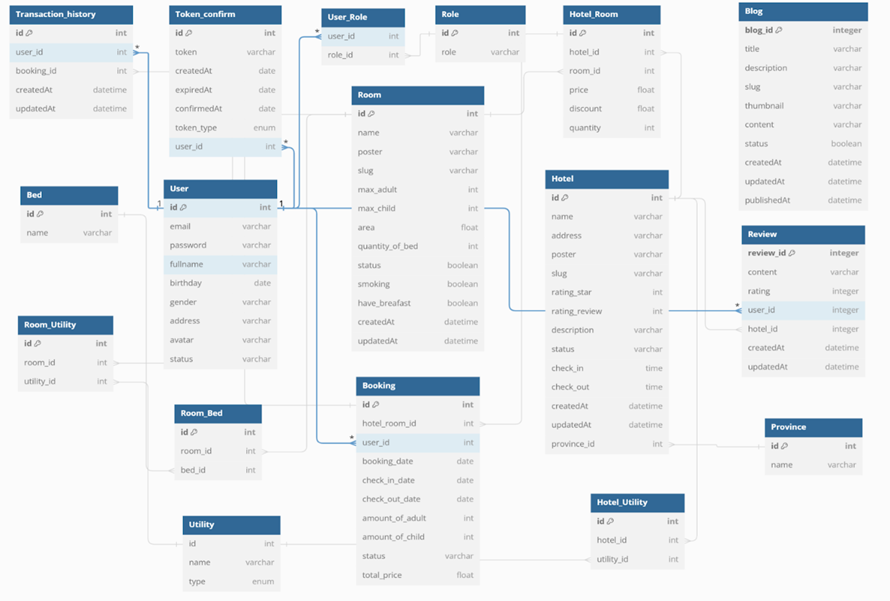 Transaction_history
id int
user_id int
booking_id int
createdAt datetime
updatedAt datetime
Token_confirm
id int
token varchar
createdAt date
expiredAt date
confirmedAt date
token_type enum
user_id int
User_Role
user_id int
role_id int
Role
id int
role varchar
Hotel_Room
id int
hotel_id int
room_id int
price float
discount float
quantity int
Blog
blog_id integer
title varchar
description varchar
slug varchar
thumbnail varchar
content varchar
status boolean
createdAt datetime
updatedAt datetime
publishedAt datetime
Room
id int
name varchar
poster varchar
slug varchar
max_adult int
max_child int
area float
quantity_of_bed int
status boolean
smoking boolean
have_breafast boolean
createdAt datetime
updatedAt datetime
Bed
id int
name varchar
User
id int
email varchar
password varchar
fullname varchar
birthday date
gender varchar
address varchar
avatar varchar
status varchar
Hotel
id int
name varchar
address varchar
poster varchar
slug varchar
rating_star int
rating_review int
description varchar
status varchar
check_in time
check_out time
createdAt datetime
updatedAt datetime
province_id int
Review
review_id integer
content varchar
rating integer
user_id integer
hotel_id integer
createdAt datetime
updatedAt datetime
Room_Utility
id int
room_id int
utility_id int
Room_Bed
id int
room_id int
bed_id int
Booking
id int
hotel_room_id int
user_id int
booking_date date
check_in_date date
check_out_date date
amount_of_adult int
amount_of_child int
status varchar
total_price float
Province
id int
name varchar
Utility
id int
name varchar
type enum
Hotel_Utility
id int
hotel_id int
utility_id int
*
*
*
1
1
*
*